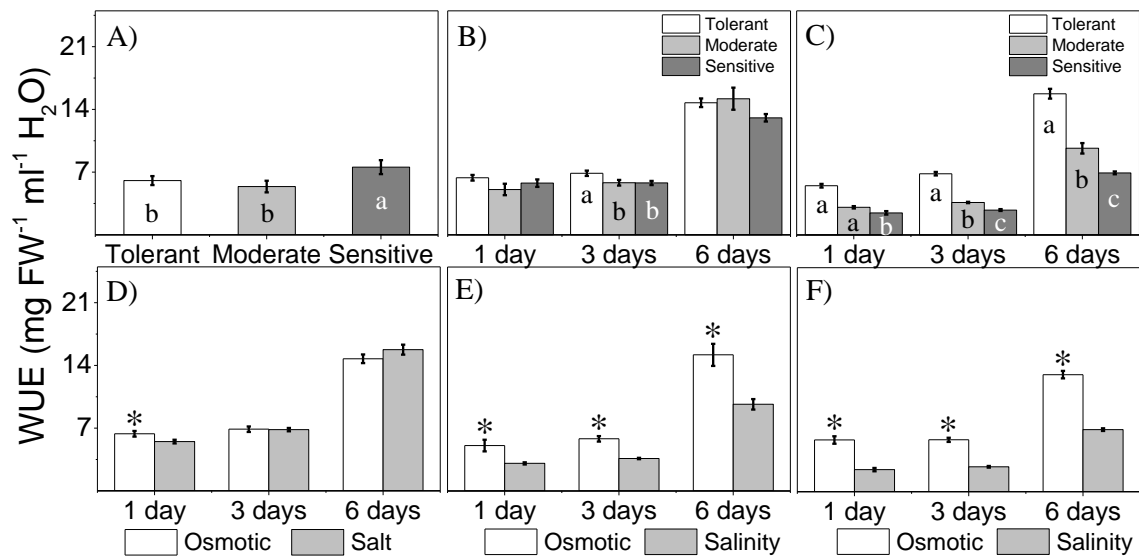 WUE (mg FW⁻¹ ml⁻¹ H₂O)
A)
21
14
7
b
b
a
Tolerant Moderate Sensitive
B)
Tolerant
Moderate
Sensitive
a
b
b
1 day 3 days 6 days
C)
Tolerant
Moderate
Sensitive
a
a
b
a
b
c
a
b
c
1 day 3 days 6 days
D)
21
14
7
*
1 day 3 days 6 days
Osmotic Salt
E)
*
*
*
1 day 3 days 6 days
Osmotic Salinity
F)
*
*
*
1 day 3 days 6 days
Osmotic Salinity